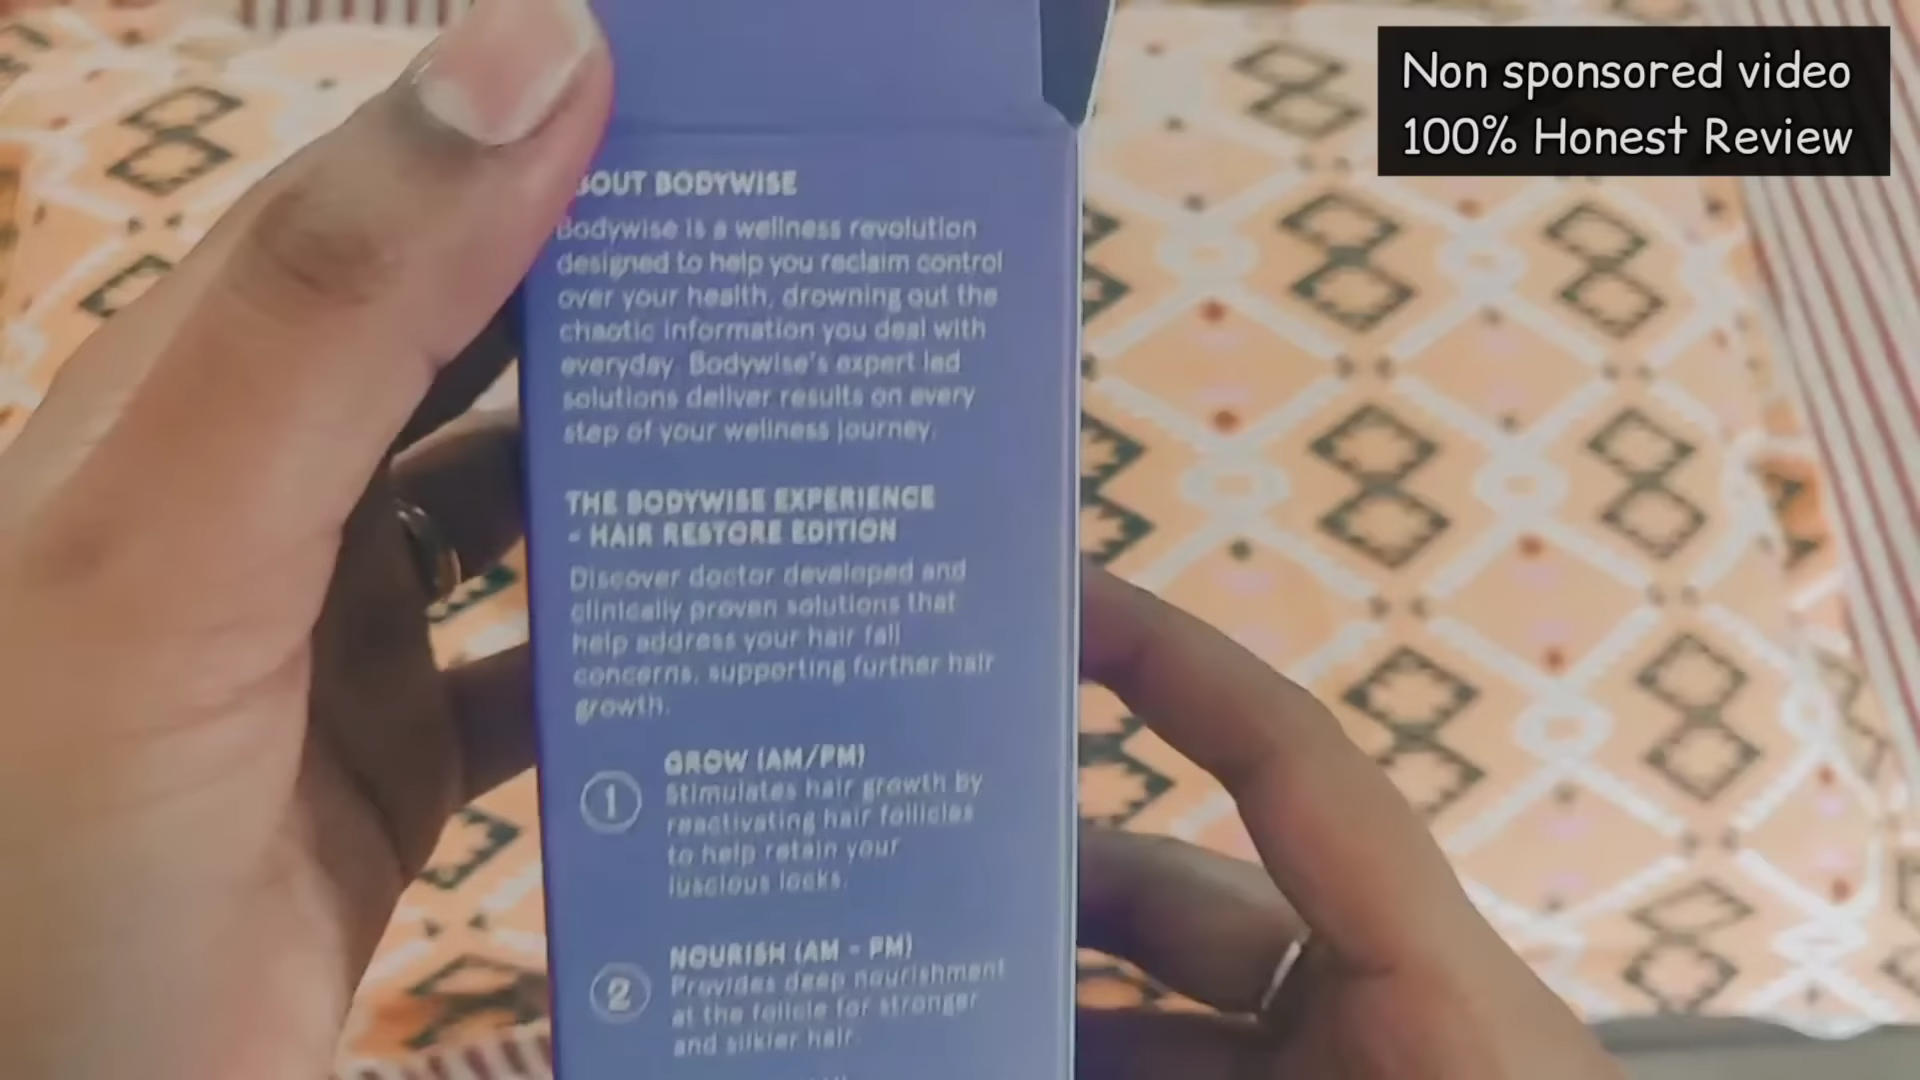 Non sponsored video
100% Honest Review
BOUT BODYWISE
Bodywise is a wellness revolution
designed to help you reclaim control
over your health, drowning out the
chaotic information you deal with
everyday. Bodywise's expert led
solutions deliver results on every
step of your wellness journey.
THE BODYWISE EXPERIENCE
- HAIR RESTORE EDITION
Discover doctor developed and
clinically proven solutions that
help address your hair fall
concerns, supporting further hair
growth.
1
GROW (AM/PM)
Stimulates hair growth by
reactivating hair follicles
to help retain your
luscious locks.
2
NOURISH (AM - PM)
Provides deep nourishment
at the follicle for stronger
and silkier hair.